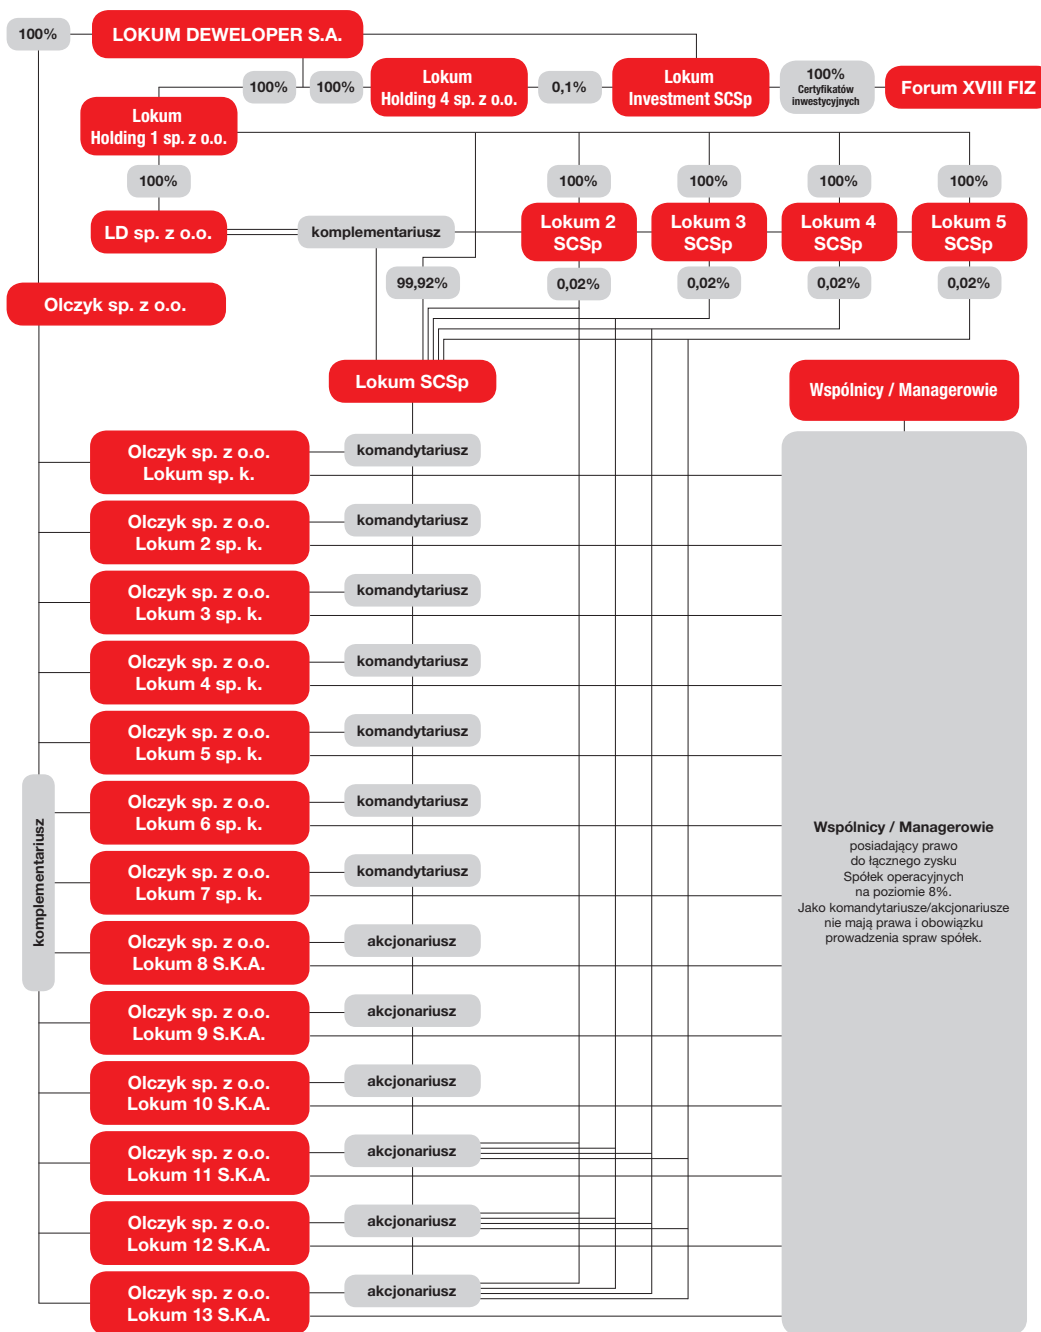 100%
LOKUM DEWELOPER S.A.
100%
100%
Lokum
Holding 4 sp. z o.o.
0,1%
Lokum
Investment SCSp
100%
Certyfikatów
inwestycyjnych
Forum XVIII FIZ
Lokum
Holding 1 sp. z o.o.
100%
100%
100%
100%
100%
LD sp. z o.o.
komplementariusz
Lokum 2
SCSp
Lokum 3
SCSp
Lokum 4
SCSp
Lokum 5
SCSp
99,92%
0,02%
0,02%
0,02%
0,02%
Olczyk sp. z o.o.
Lokum SCSp
Wspólnicy / Managerowie
Olczyk sp. z o.o.
Lokum sp. k.
komandytariusz
Olczyk sp. z o.o.
Lokum 2 sp. k.
komandytariusz
Olczyk sp. z o.o.
Lokum 3 sp. k.
komandytariusz
Olczyk sp. z o.o.
Lokum 4 sp. k.
komandytariusz
Olczyk sp. z o.o.
Lokum 5 sp. k.
komandytariusz
Olczyk sp. z o.o.
Lokum 6 sp. k.
komandytariusz
Olczyk sp. z o.o.
Lokum 7 sp. k.
komandytariusz
komplementariusz
Wspólnicy / Managerowie
posiadający prawo
do łącznego zysku
Spółek operacyjnych
na poziomie 8%.
Jako komandytariusze/akcjonariusze
nie mają prawa i obowiązku
prowadzenia spraw spółek.
Olczyk sp. z o.o.
Lokum 8 S.K.A.
akcjonariusz
Olczyk sp. z o.o.
Lokum 9 S.K.A.
akcjonariusz
Olczyk sp. z o.o.
Lokum 10 S.K.A.
akcjonariusz
Olczyk sp. z o.o.
Lokum 11 S.K.A.
akcjonariusz
Olczyk sp. z o.o.
Lokum 12 S.K.A.
akcjonariusz
Olczyk sp. z o.o.
Lokum 13 S.K.A.
akcjonariusz